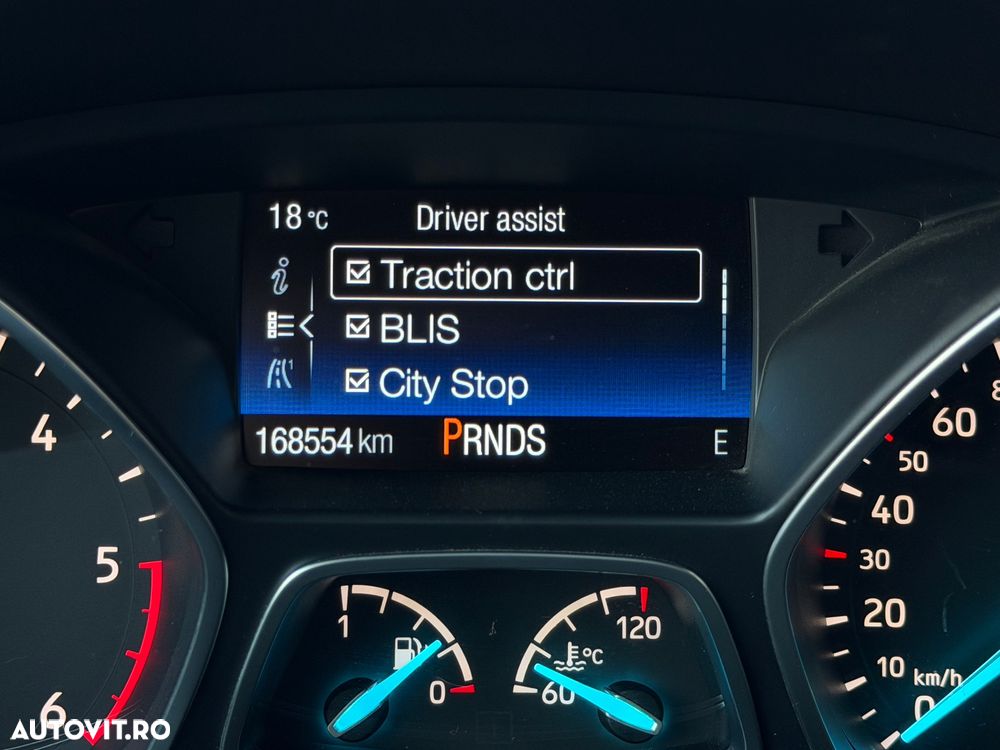 18 °C Driver assist
Traction ctrl
BLIS
City Stop
168554 km PRNDS E
4
5
6
1
0
120
60
°C
60
50
40
30
20
10
km/h
0
AUTOVIT.RO